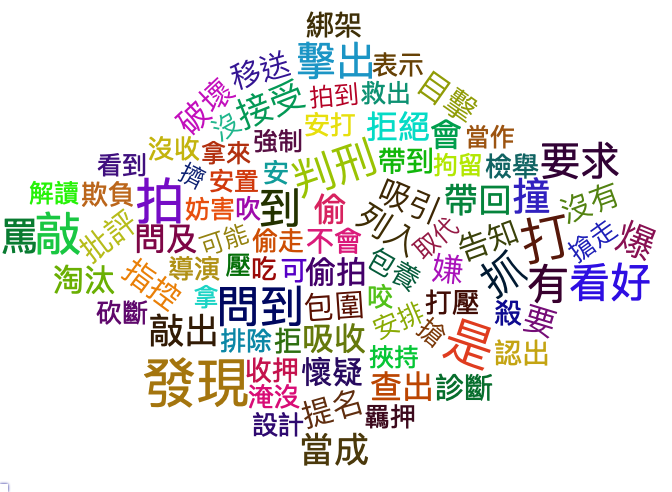 綁架
擊出
表示
移送
目擊
破壞
接受
拍到
救出
沒
安打
拒絕
會
當作
強制
沒收
拿來
判刑
帶到
拘留
檢舉
要求
看到
擠
安置
安
解讀
欺負
拍
妨害
吹
到
偷
吸引
列入
帶回
撞
沒有
罵
敲
批評
問及
可能
偷走
不會
取代
告知
打
搶走
爆
淘汰
指控
導演
壓
吃
可
偷拍
包養
嫌
抓
有
看好
砍斷
拿
問到
包圍
咬
打壓
殺
要
敲出
排除
拒
吸收
安排
搶
是
認出
發現
收押
懷疑
挾持
查出
診斷
淹沒
設計
提名
羈押
當成